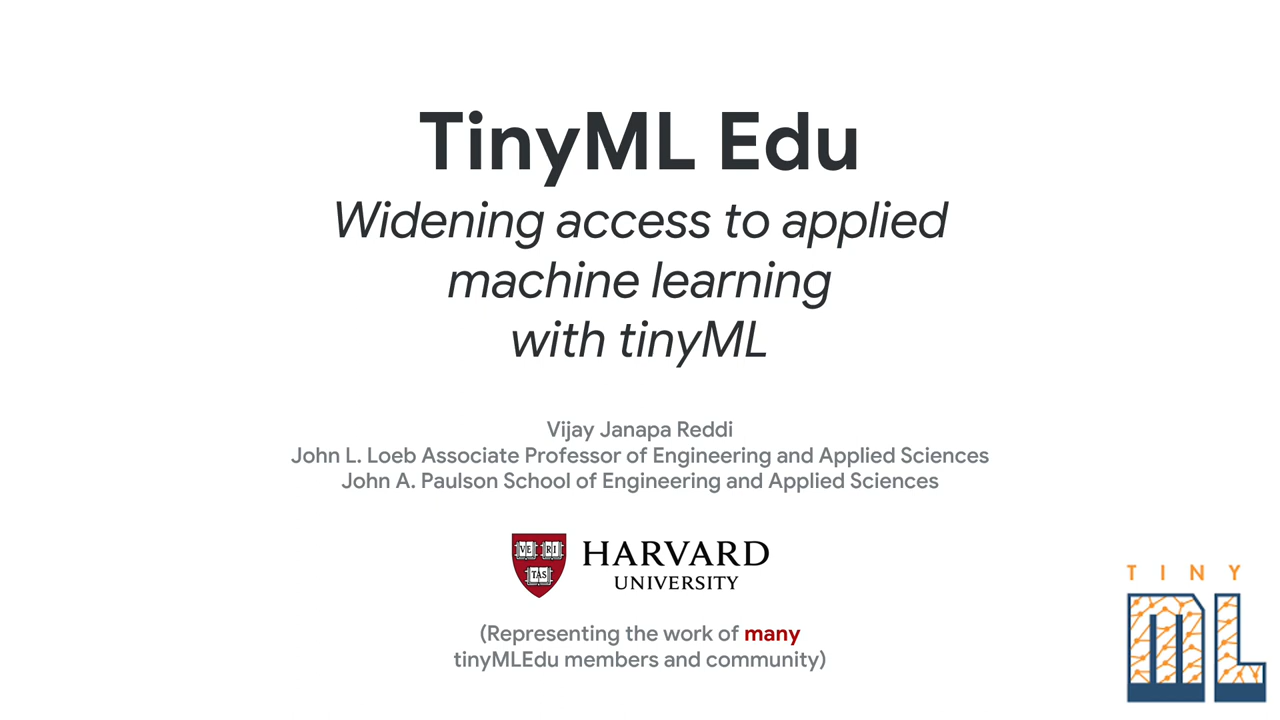 TinyML Edu
Widening access to applied
machine learning
with tinyML
Vijay Janapa Reddi
John L. Loeb Associate Professor of Engineering and Applied Sciences
John A. Paulson School of Engineering and Applied Sciences
VE RI
TAS
HARVARD
UNIVERSITY
(Representing the work of many
tinyMLEdu members and community)
TINY
ML